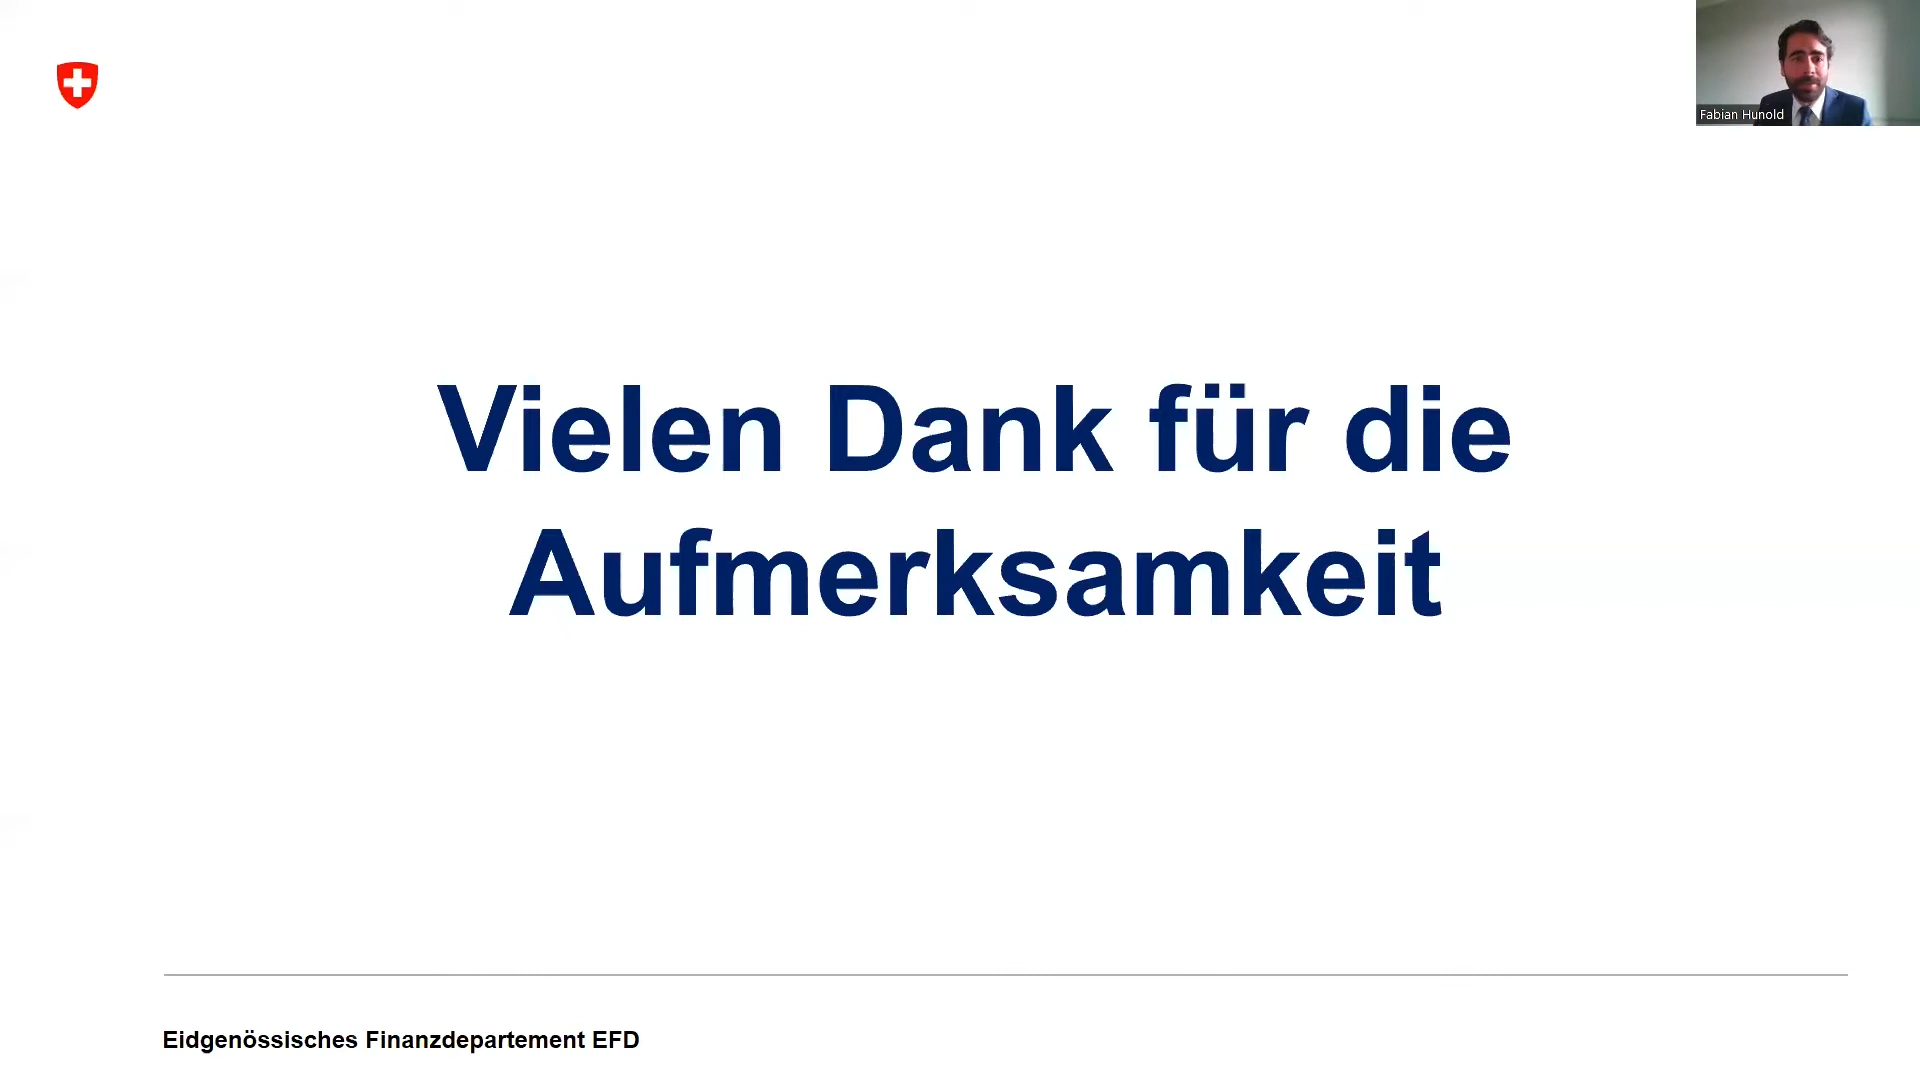 Fabian Hunold
Vielen Dank für die
Aufmerksamkeit
Eidgenössisches Finanzdepartement EFD